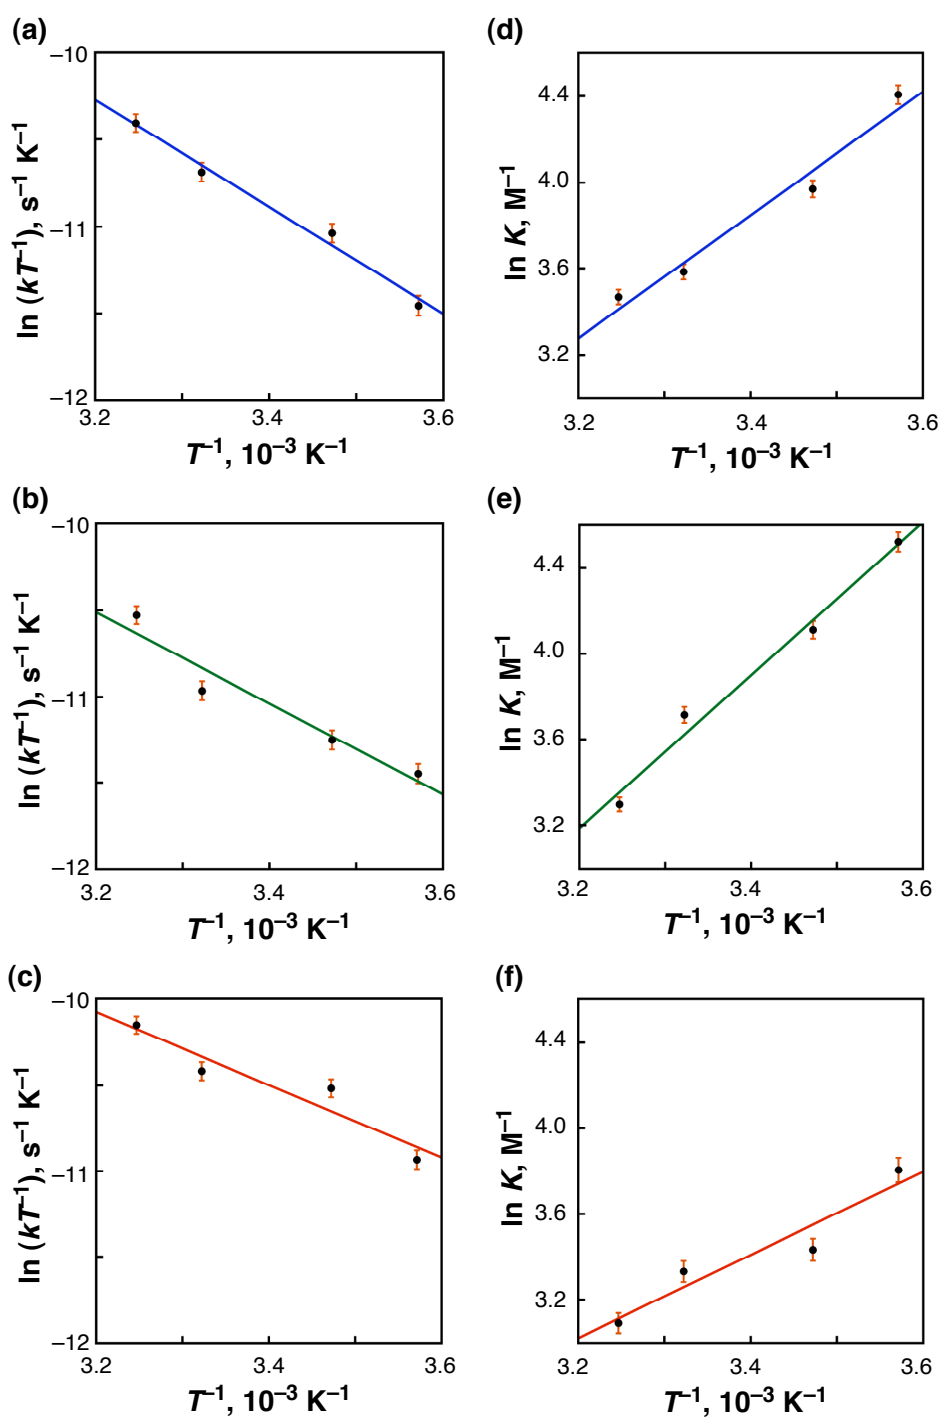 (a)
–10
–11
–12
3.2
3.4
3.6
ln (kT⁻¹), s⁻¹ K⁻¹
T⁻¹, 10⁻³ K⁻¹
(d)
4.4
4.0
3.6
3.2
3.2
3.4
3.6
ln K, M⁻¹
T⁻¹, 10⁻³ K⁻¹
(b)
–10
–11
–12
3.2
3.4
3.6
ln (kT⁻¹), s⁻¹ K⁻¹
T⁻¹, 10⁻³ K⁻¹
(e)
4.4
4.0
3.6
3.2
3.2
3.4
3.6
ln K, M⁻¹
T⁻¹, 10⁻³ K⁻¹
(c)
–10
–11
–12
3.2
3.4
3.6
ln (kT⁻¹), s⁻¹ K⁻¹
T⁻¹, 10⁻³ K⁻¹
(f)
4.4
4.0
3.6
3.2
3.2
3.4
3.6
ln K, M⁻¹
T⁻¹, 10⁻³ K⁻¹